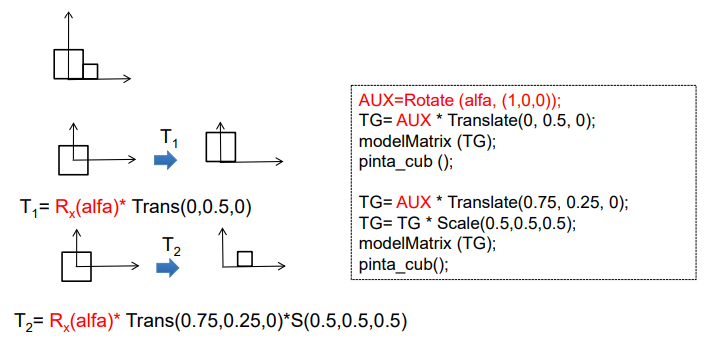 T1
T1= Rx(alfa)* Trans(0,0.5,0)
T2
T2= Rx(alfa)* Trans(0.75,0.25,0)*S(0.5,0.5,0.5)
AUX=Rotate (alfa, (1,0,0));
TG= AUX * Translate(0, 0.5, 0);
modelMatrix (TG);
pinta_cub ();
TG= AUX * Translate(0.75, 0.25, 0);
TG= TG * Scale(0.5,0.5,0.5);
modelMatrix (TG);
pinta_cub();